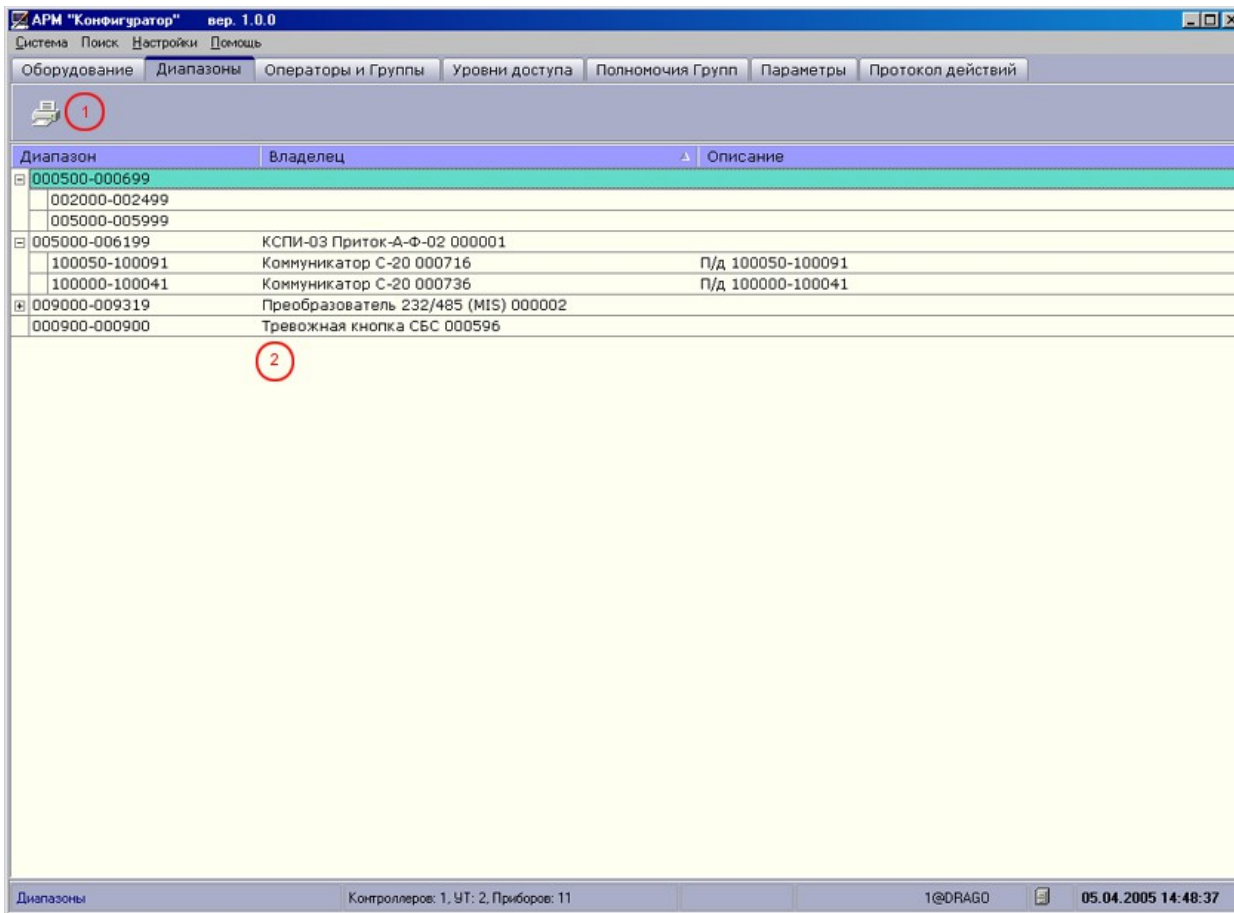 АРМ "Конфигуратор" вер. 1.0.0
Система Поиск Настройки Помощь
Оборудование Диапазоны Операторы и Группы Уровни доступа Полномочия Групп Параметры Протокол действий
1
Диапазон Владелец Описание
000500-000699
002000-002499
005000-005999
005000-006199 КСПИ-03 Приток-А-Ф-02 000001
100050-100091 Коммуникатор С-20 000716 П/д 100050-100091
100000-100041 Коммуникатор С-20 000736 П/д 100000-100041
009000-009319 Преобразователь 232/485 (MIS) 000002
000900-000900 Тревожная кнопка СБС 000596
2
Диапазоны Контроллеров: 1, УТ: 2, Приборов: 11 1@DRAGO 05.04.2005 14:48:37